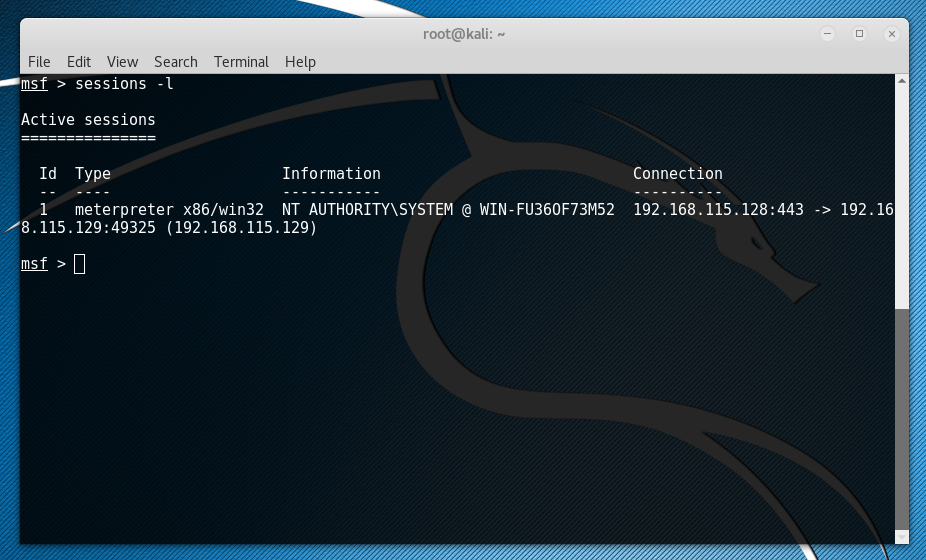 root@kali: ~
File Edit View Search Terminal Help
msf > sessions -l
Active sessions
===============
Id Type Information Connection
-- ---- ----------- ----------
1 meterpreter x86/win32 NT AUTHORITY\SYSTEM @ WIN-FU36OF73M52 192.168.115.128:443 -> 192.16
8.115.129:49325 (192.168.115.129)
msf >